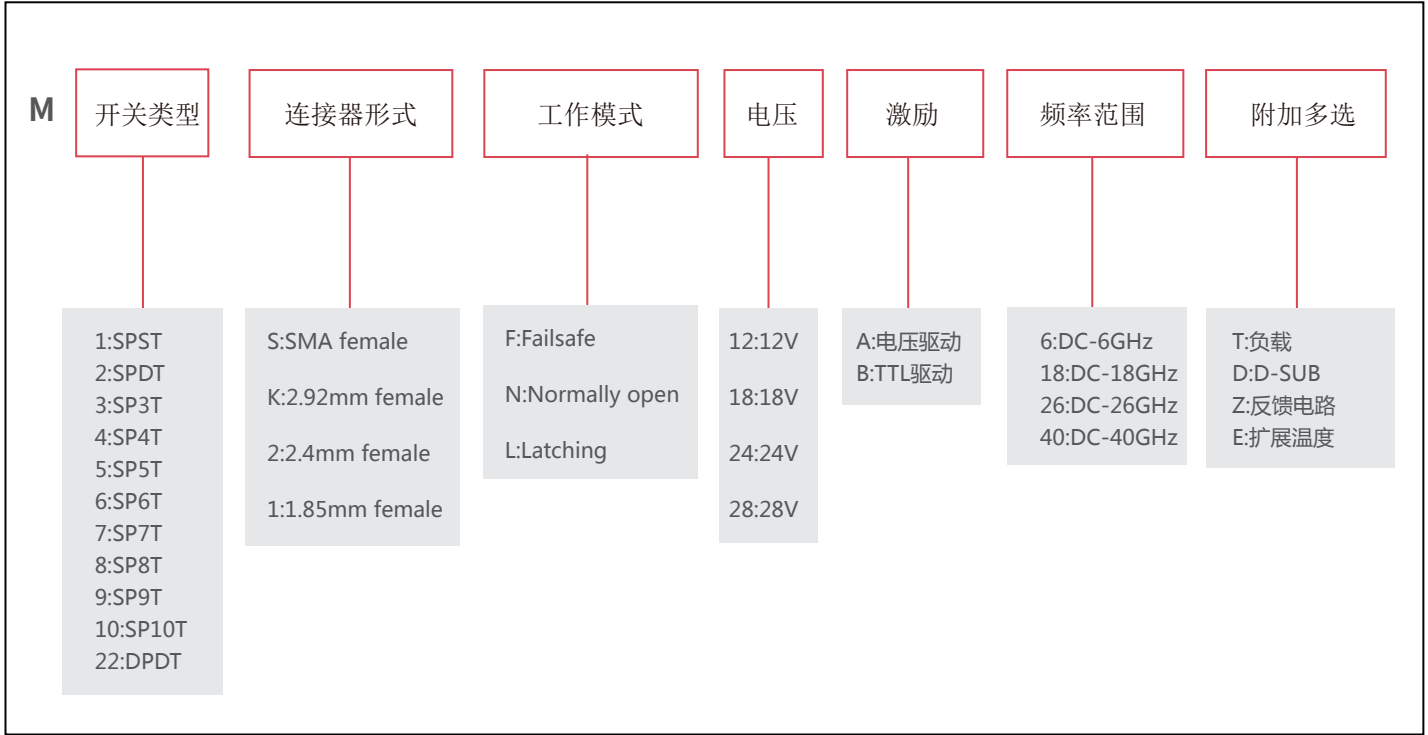 M
开关类型
连接器形式
工作模式
电压
激励
频率范围
附加多选
1:SPST
2:SPDT
3:SP3T
4:SP4T
5:SP5T
6:SP6T
7:SP7T
8:SP8T
9:SP9T
10:SP10T
22:DPDT
S:SMA female
K:2.92mm female
2:2.4mm female
1:1.85mm female
F:Failsafe
N:Normally open
L:Latching
12:12V
18:18V
24:24V
28:28V
A:电压驱动
B:TTL驱动
6:DC-6GHz
18:DC-18GHz
26:DC-26GHz
40:DC-40GHz
T:负载
D:D-SUB
Z:反馈电路
E:扩展温度